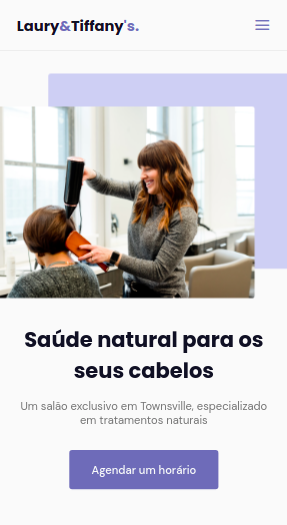 Laury&Tiffany's.
Saúde natural para os
seus cabelos
Um salão exclusivo em Townsville, especializado
em tratamentos naturais
Agendar um horário